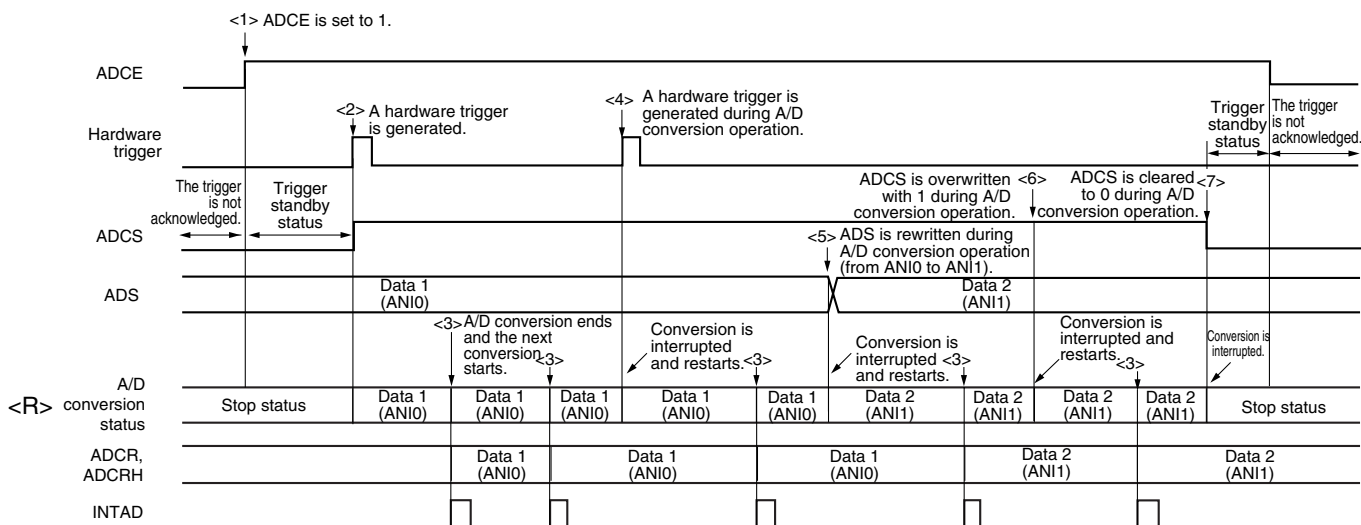 <1> ADCE is set to 1.
ADCE
<2> A hardware trigger
is generated.
<4> A hardware trigger is
generated during A/D
conversion operation.
Trigger
standby
status
The trigger
is not
acknowledged.
Hardware
trigger
The trigger
is not
acknowledged.
Trigger
standby
status
ADCS is overwritten
with 1 during A/D
conversion operation.
<6>
ADCS is cleared
to 0 during A/D
conversion operation.
<7>
ADCS
<5> ADS is rewritten during
A/D conversion operation
(from ANI0 to ANI1).
ADS
Data 1
(ANI0)
Data 2
(ANI1)
<3> A/D conversion ends
and the next
conversion
starts.
<3>
Conversion is
interrupted
and restarts.
<3>
Conversion is
interrupted
and restarts.
<3>
Conversion is
interrupted and
restarts.
<3>
Conversion is
interrupted.
<R>
A/D
conversion
status
Stop status
Data 1
(ANI0)
Data 1
(ANI0)
Data 1
(ANI0)
Data 1
(ANI0)
Data 1
(ANI0)
Data 2
(ANI1)
Data 2
(ANI1)
Data 2
(ANI1)
Data 2
(ANI1)
Stop status
ADCR,
ADCRH
Data 1
(ANI0)
Data 1
(ANI0)
Data 1
(ANI0)
Data 2
(ANI1)
Data 2
(ANI1)
INTAD